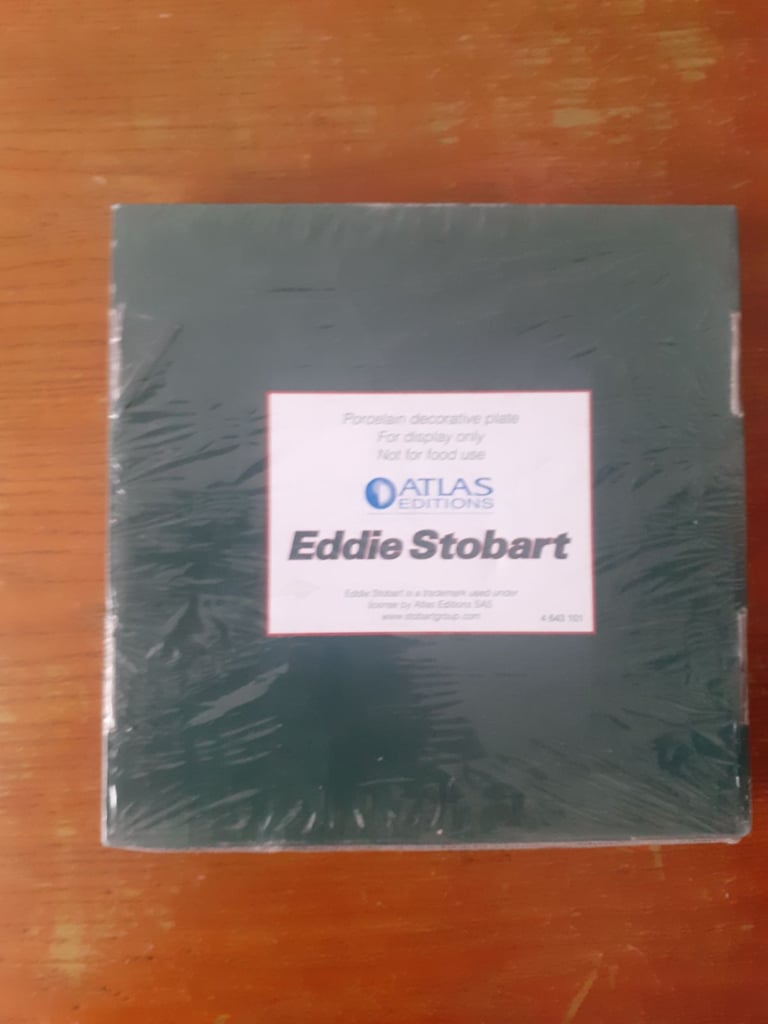 Porcelain decorative plate
For display only
Not for food use
ATLAS
EDITIONS
Eddie Stobart
Eddie Stobart is a trademark used under
license by Atlas Editions SAS
www.stobartgroup.com
4 643 101